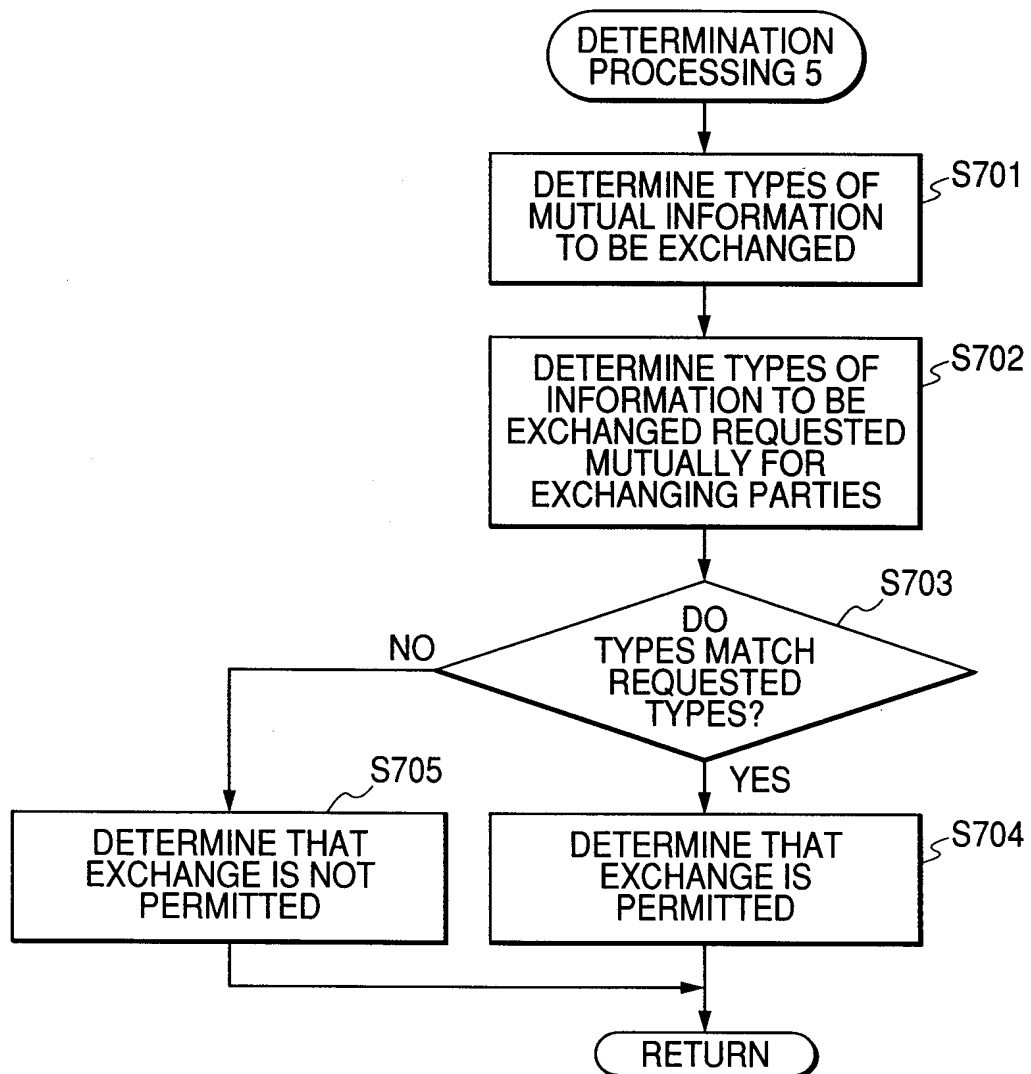 DETERMINATION
PROCESSING 5
DETERMINE TYPES OF
MUTUAL INFORMATION
TO BE EXCHANGED
S701
DETERMINE TYPES OF
INFORMATION TO BE
EXCHANGED REQUESTED
MUTUALLY FOR
EXCHANGING PARTIES
S702
DO
TYPES MATCH
REQUESTED
TYPES?
S703
NO
YES
S705
DETERMINE THAT
EXCHANGE IS NOT
PERMITTED
DETERMINE THAT
EXCHANGE IS
PERMITTED
S704
RETURN